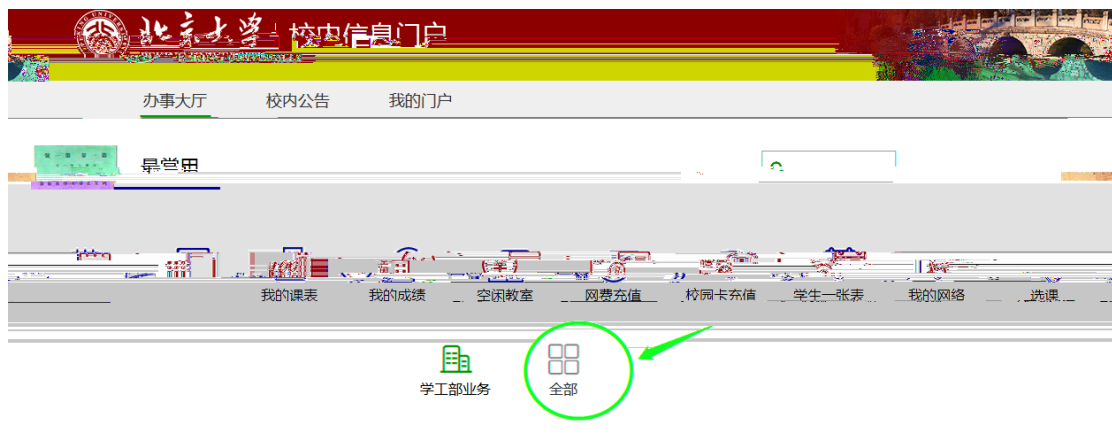 北京大学 校内信息门户
办事大厅 校内公告 我的门户
最常用
我的课表 我的成绩 空闲教室 网费充值 校园卡充值 学生一张表 我的网络 选课
学工部业务 全部